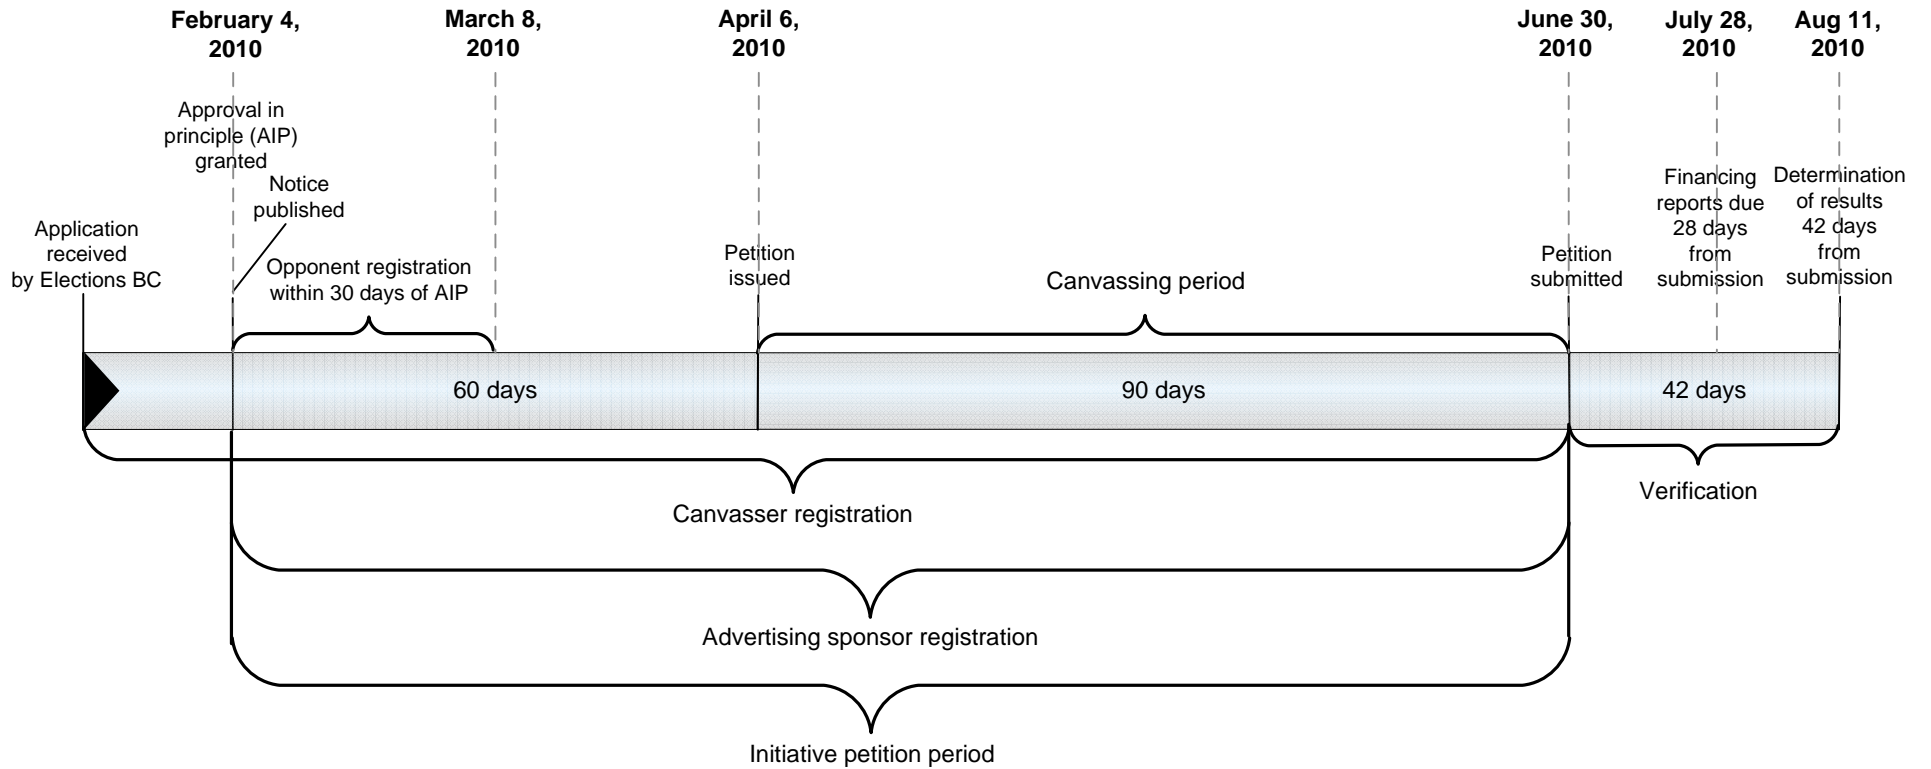 February 4,
2010
March 8,
2010
April 6,
2010
June 30,
2010
July 28,
2010
Aug 11,
2010
Approval in
principle (AIP)
granted
Notice
published
Application
received
by Elections BC
Opponent registration
within 30 days of AIP
Petition
issued
Canvassing period
Petition
submitted
Financing
reports due
28 days
from
submission
Determination
of results
42 days
from
submission
60 days
90 days
42 days
Verification
Canvasser registration
Advertising sponsor registration
Initiative petition period